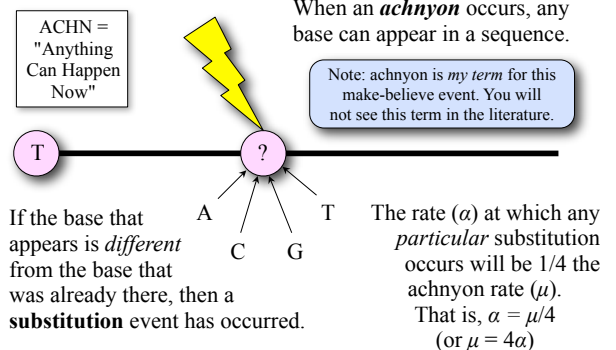 When an achnyon occurs, any
base can appear in a sequence.
ACHN =
"Anything
Can Happen
Now"
Note: achnyon is my term for this
make-believe event. You will
not see this term in the literature.
T
?
A
C
G
T
If the base that
appears is different
from the base that
was already there, then a
substitution event has occurred.
The rate (α) at which any
particular substitution
occurs will be 1/4 the
achnyon rate (μ).
That is, α = μ/4
(or μ = 4α)